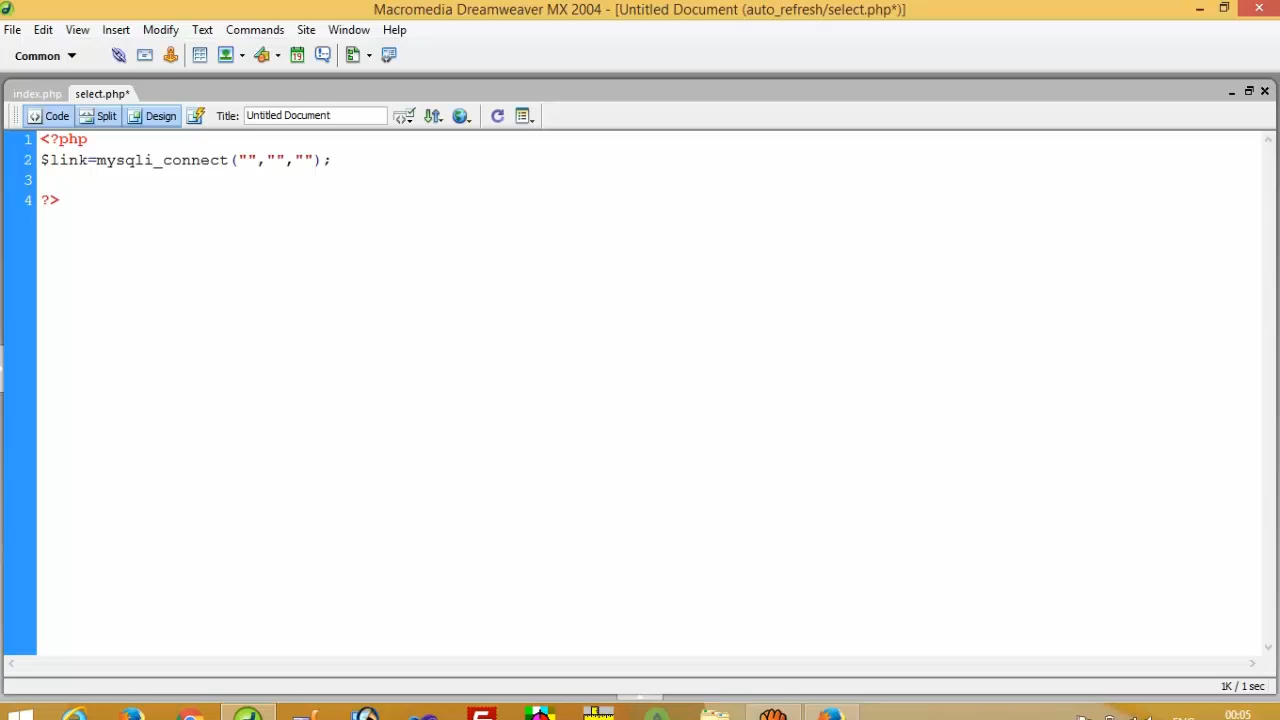 Macromedia Dreamweaver MX 2004 - [Untitled Document (auto_refresh/select.php*)]
File Edit View Insert Modify Text Commands Site Window Help
Common
19
index.php select.php*
Code Split Design Title: Untitled Document
1 <?php
2 $link=mysqli_connect("","","");
3
4 ?>
1K / 1 sec
ENG 00:05